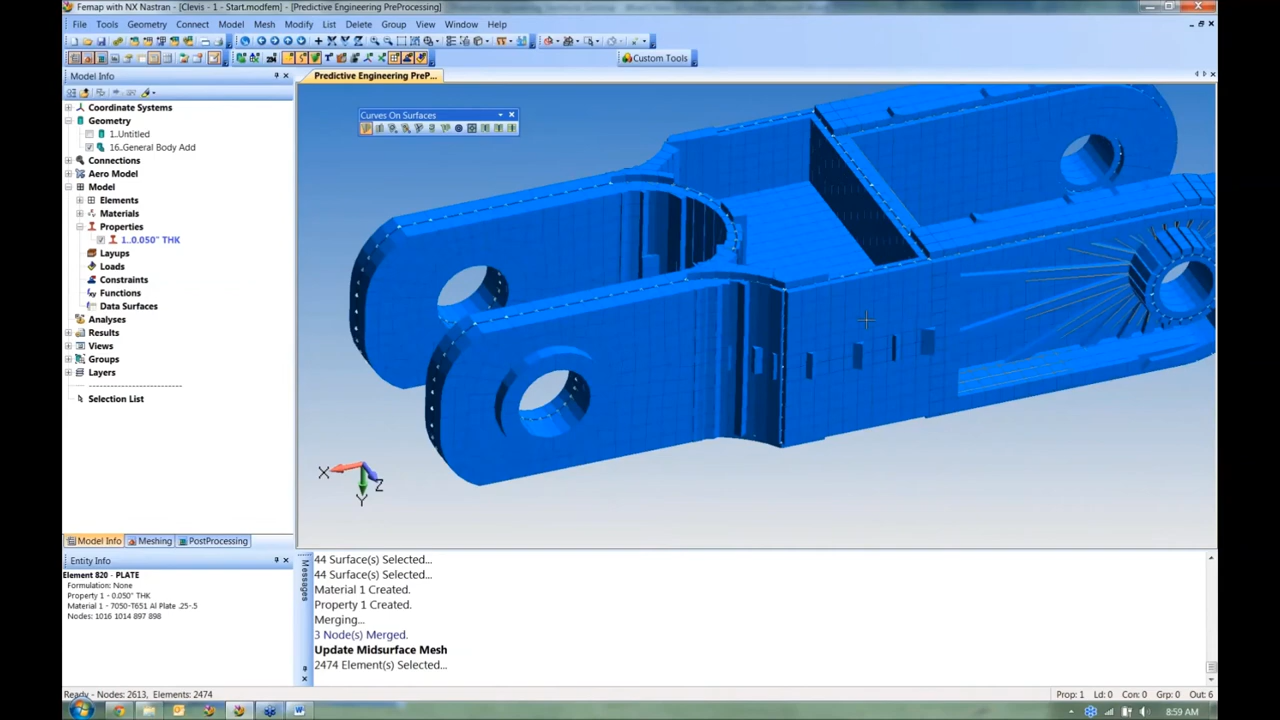 Femap with NX Nastran - [Clevis - 1 - Start.modfem] - [Predictive Engineering PreProcessing]
File Tools Geometry Connect Model Mesh Modify List Delete Group View Window Help
Custom Tools
Model Info
Predictive Engineering PreP...
Curves On Surfaces
Coordinate Systems
Geometry
1..Untitled
16..General Body Add
Connections
Aero Model
Model
Elements
Materials
Properties
1..0.050" THK
Layups
Loads
Constraints
Functions
Data Surfaces
Analyses
Results
Views
Groups
Layers
Selection List
X
Y
Z
Model Info Meshing PostProcessing
Entity Info
Element 820 - PLATE
Formulation: None
Property 1 - 0.050" THK
Material 1 - 7050-T651 Al Plate .25-.5
Nodes: 1016 1014 897 898
Messages
44 Surface(s) Selected...
44 Surface(s) Selected...
Material 1 Created.
Property 1 Created.
Merging...
3 Node(s) Merged.
Update Midsurface Mesh
2474 Element(s) Selected...
Ready - Nodes: 2613, Elements: 2474
Prop: 1 Ld: 0 Con: 0 Grp: 0 Out: 6
8:59 AM